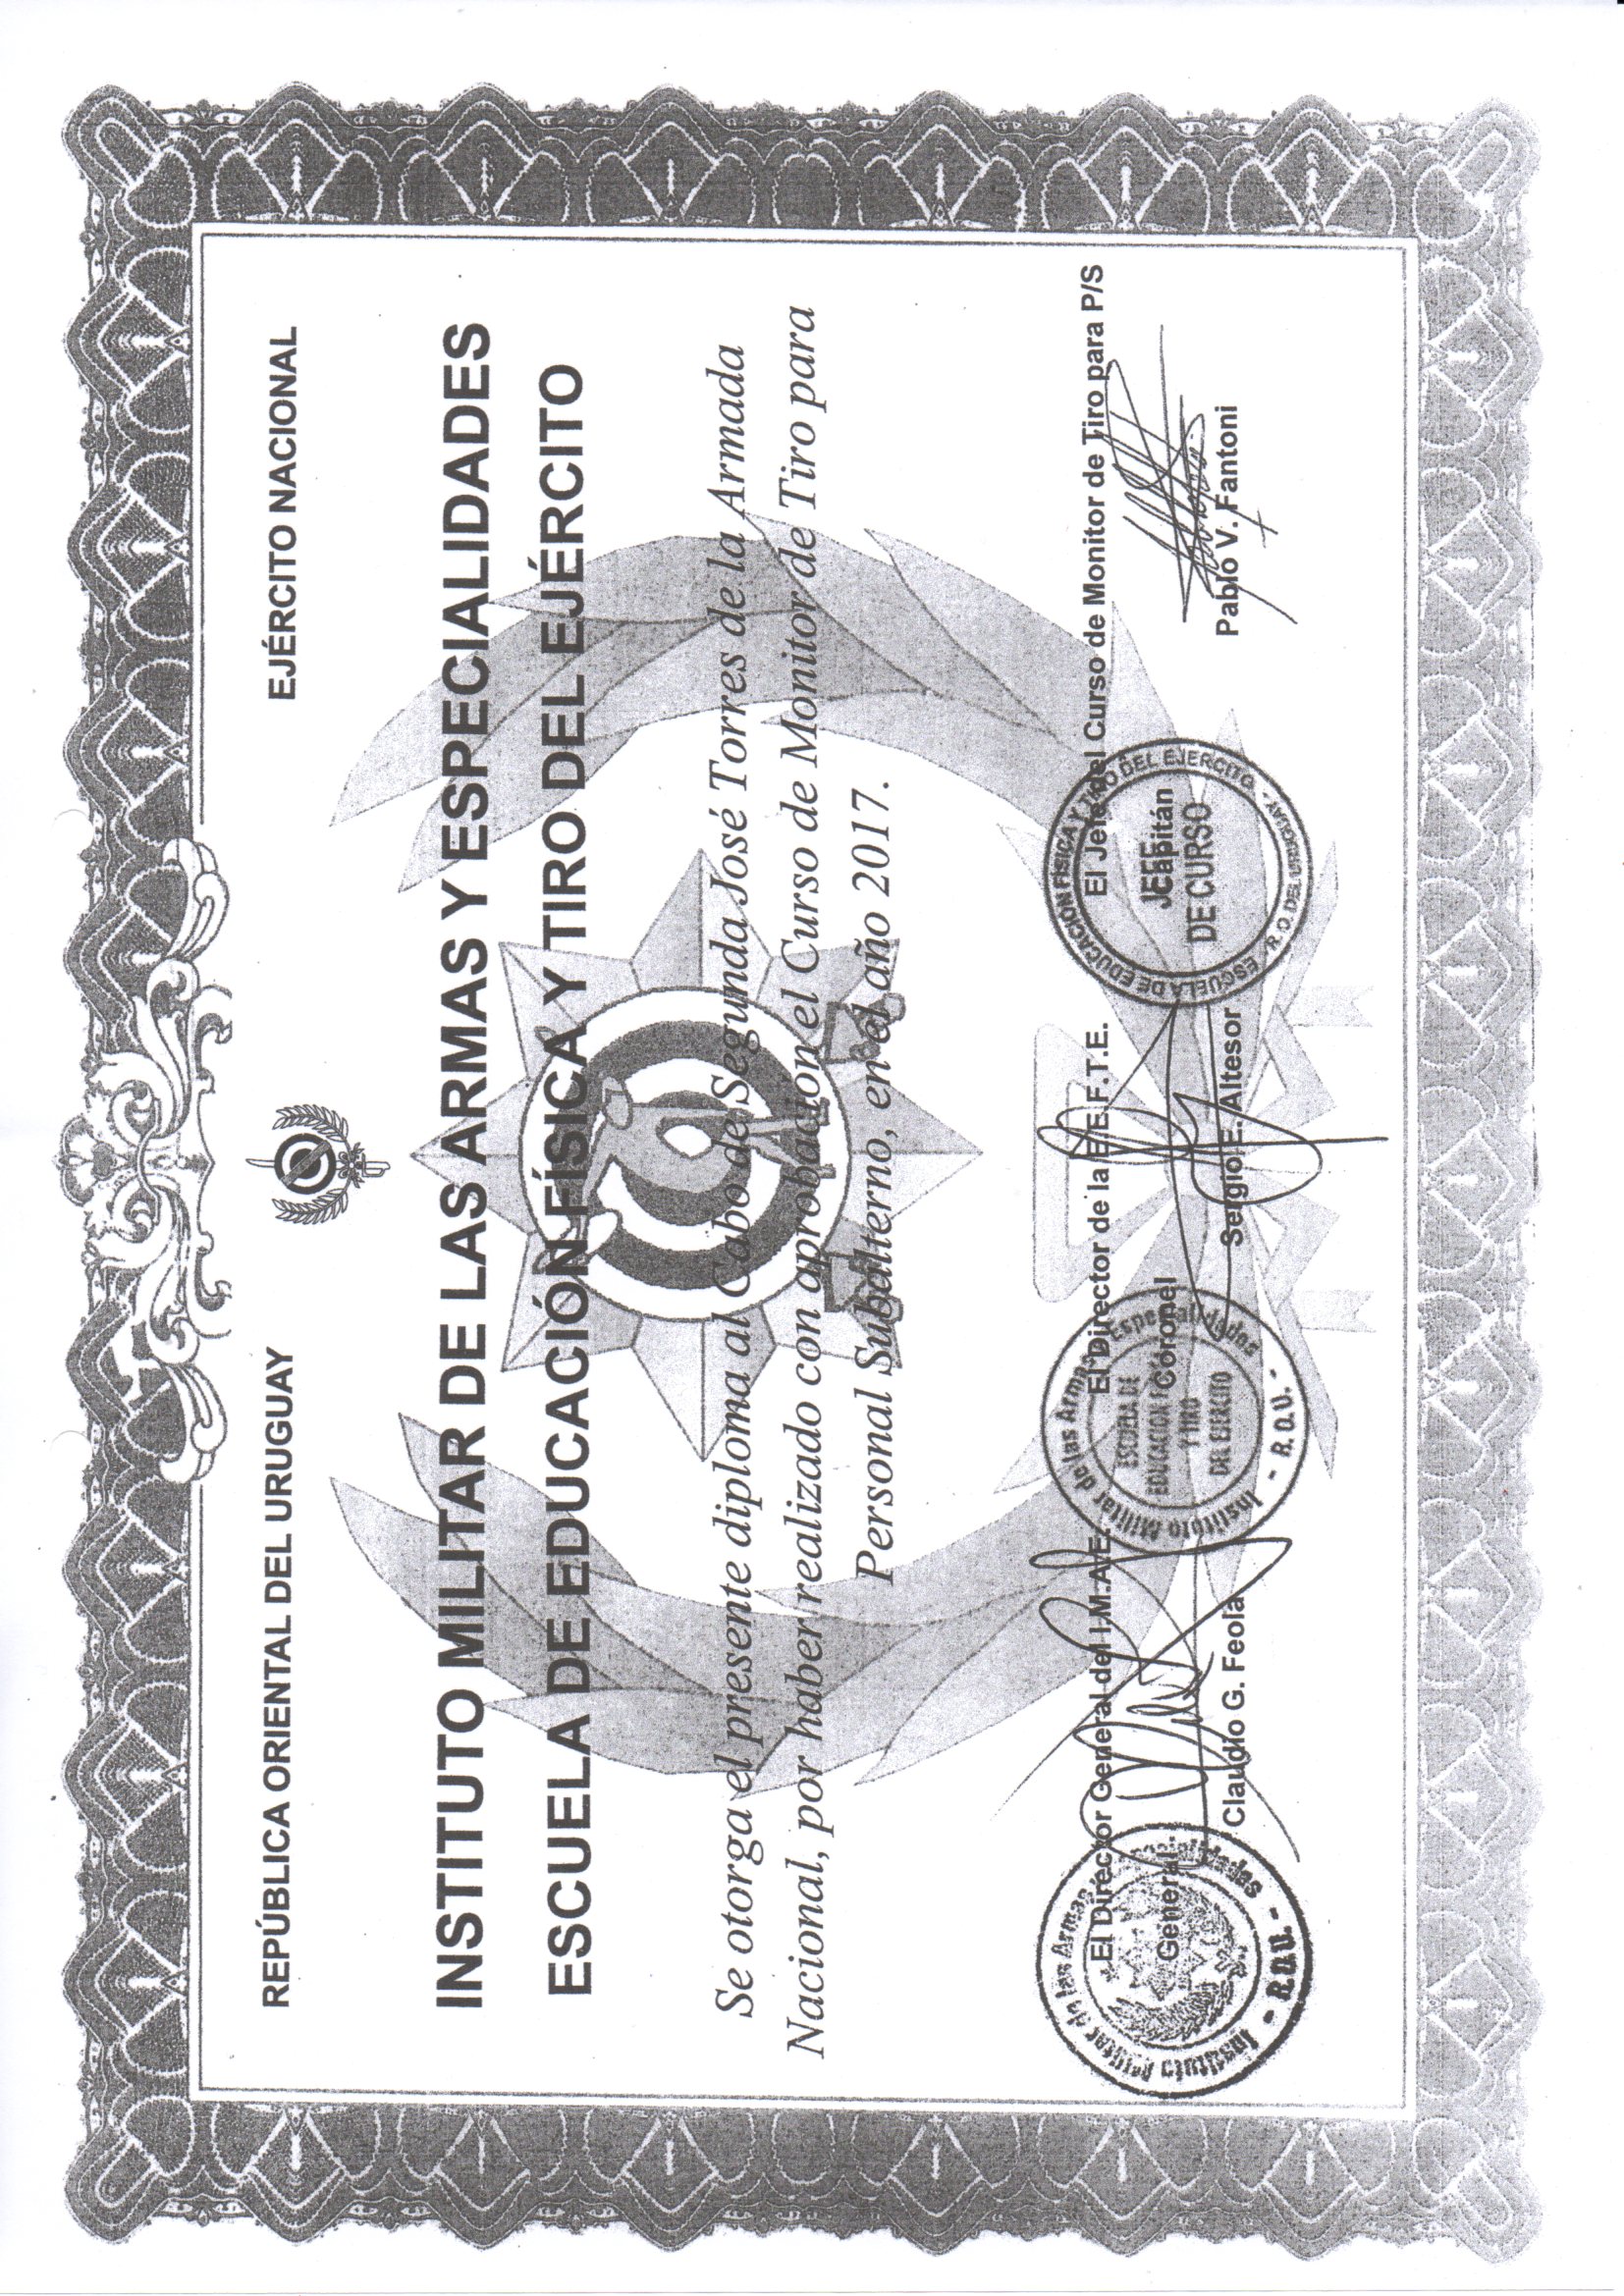 REPÚBLICA ORIENTAL DEL URUGUAY
EJÉRCITO NACIONAL
INSTITUTO MILITAR DE LAS ARMAS Y ESPECIALIDADES
ESCUELA DE EDUCACIÓN FÍSICA Y TIRO DEL EJÉRCITO
Se otorga el presente diploma al Cabo de Segunda José Torres de la Armada
Nacional, por haber realizado con aprobación el Curso de Monitor de Tiro para
Personal Subalterno, en el año 2017.
El Director General del I.M.A.E.
General
Claudio G. Feola
Instituto Militar de las Armas
- R.O.U. -
El Director de la E.E.F.T.E.
Coronel
Sergio E. Altesor
Instituto Militar de las Armas Especialidades
ESCUELA DE
EDUCACION FISICA
Y TIRO
DEL EJERCITO
- R.O.U. -
El Jefe del Curso de Monitor de Tiro para P/S
Capitán
Pablo V. Fantoni
ESCUELA DE EDUCACIÓN FÍSICA Y TIRO DEL EJERCITO
JEFE
DE CURSO
R. O. DEL URUGUAY -